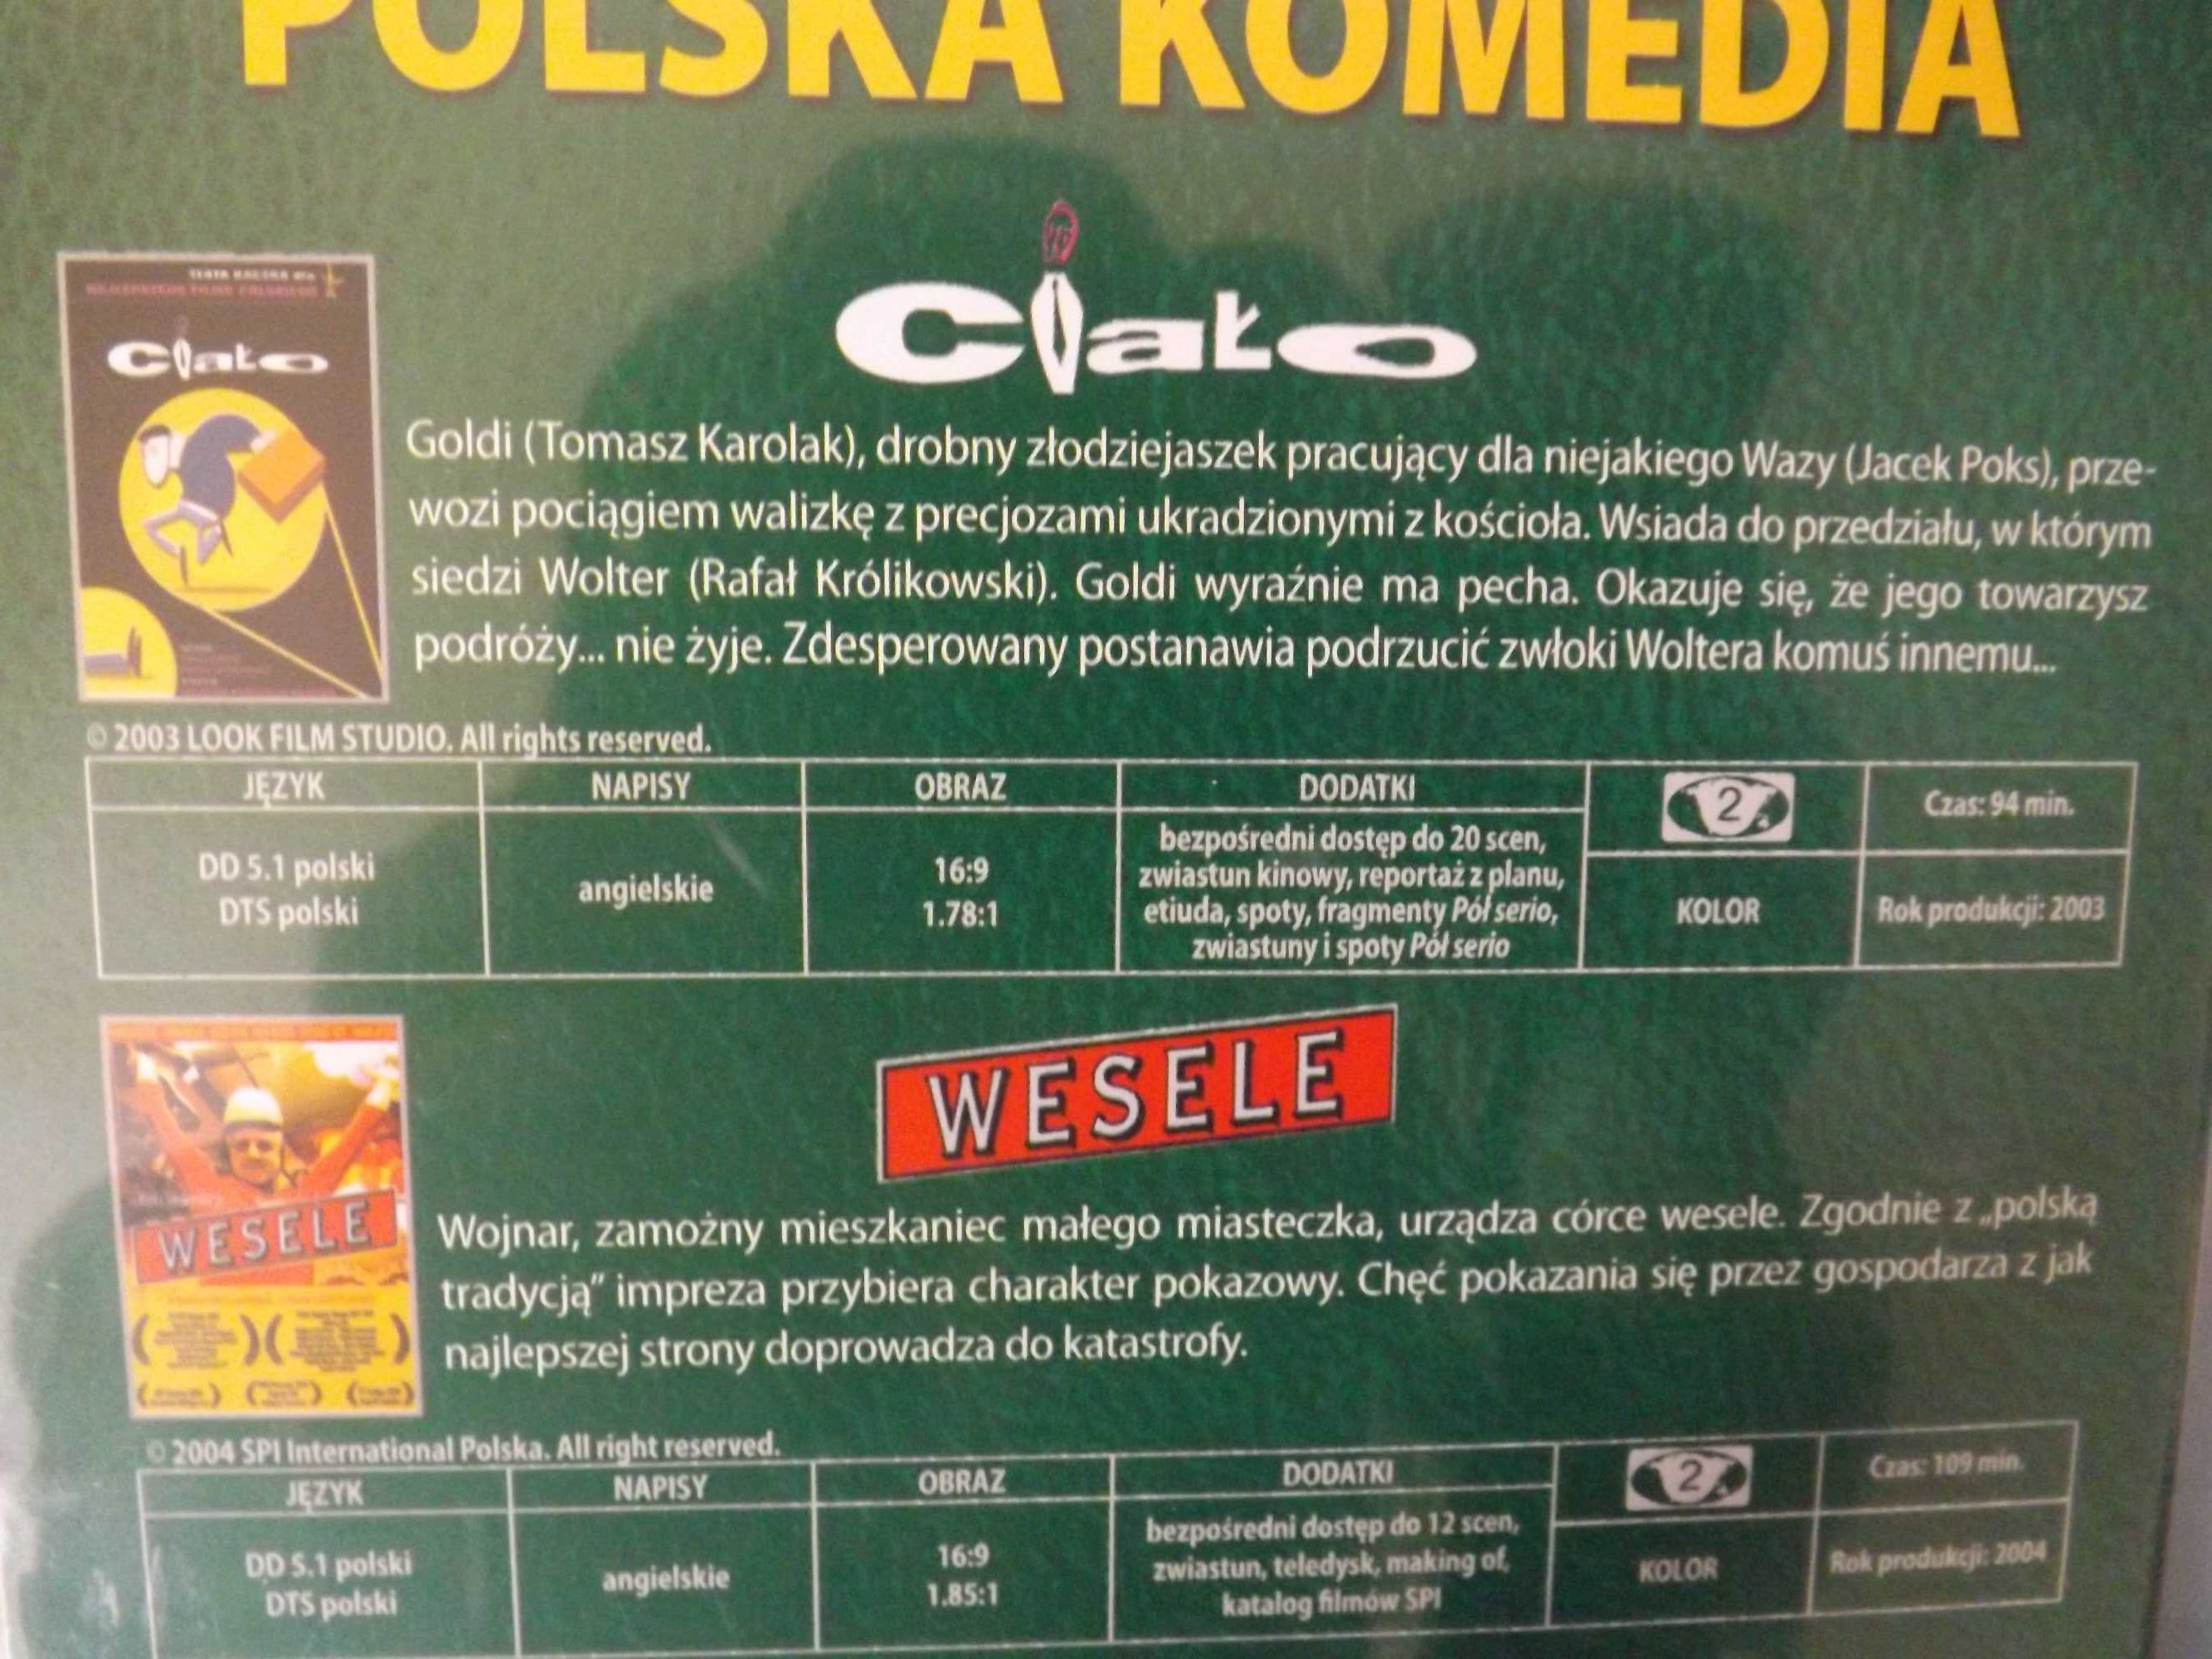 POLSKA KOMEDIA
Ciało
Ciało
Goldi (Tomasz Karolak), drobny złodziejaszek pracujący dla niejakiego Wazy (Jacek Poks), prze-
wozi pociągiem walizkę z precjozami ukradzionymi z kościoła. Wsiada do przedziału, w którym
siedzi Wolter (Rafał Królikowski). Goldi wyraźnie ma pecha. Okazuje się, że jego towarzysz
podróży... nie żyje. Zdesperowany postanawia podrzucić zwłoki Woltera komuś innemu...
© 2003 LOOK FILM STUDIO. All rights reserved.
JĘZYK
NAPISY
OBRAZ
DODATKI
2
Czas: 94 min.
DD 5.1 polski
DTS polski
angielskie
16:9
1.78:1
bezpośredni dostęp do 20 scen,
zwiastun kinowy, reportaż z planu,
etiuda, spoty, fragmenty Pół serio,
zwiastuny i spoty Pół serio
KOLOR
Rok produkcji: 2003
WESELE
WESELE
Wojnar, zamożny mieszkaniec małego miasteczka, urządza córce wesele. Zgodnie z „polską
tradycją” impreza przybiera charakter pokazowy. Chęć pokazania się przez gospodarza z jak
najlepszej strony doprowadza do katastrofy.
© 2004 SPI International Polska. All right reserved.
JĘZYK
NAPISY
OBRAZ
DODATKI
2
Czas: 109 min.
DD 5.1 polski
DTS polski
angielskie
16:9
1.85:1
bezpośredni dostęp do 12 scen,
zwiastun, teledysk, making of,
katalog filmów SPI
KOLOR
Rok produkcji: 2004